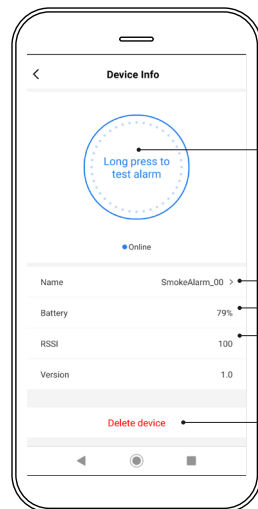 Device Info
Long press to
test alarm
Online
Name SmokeAlarm_00 >
Battery 79%
RSSI 100
Version 1.0
Delete device